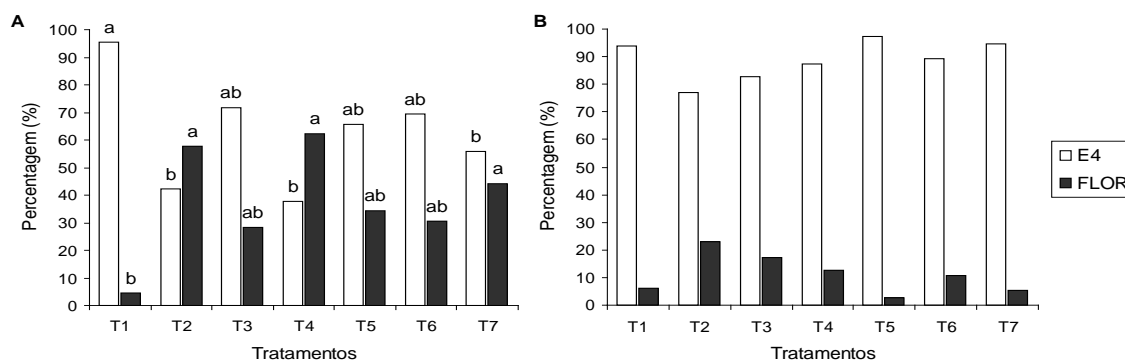 A
Percentagem (%)
100
90
80
70
60
50
40
30
20
10
0
a
b
b
a
ab
ab
b
a
ab
ab
ab
ab
b
a
T1 T2 T3 T4 T5 T6 T7
Tratamentos
B
Percentagem (%)
100
90
80
70
60
50
40
30
20
10
0
T1 T2 T3 T4 T5 T6 T7
Tratamentos
E4
FLOR